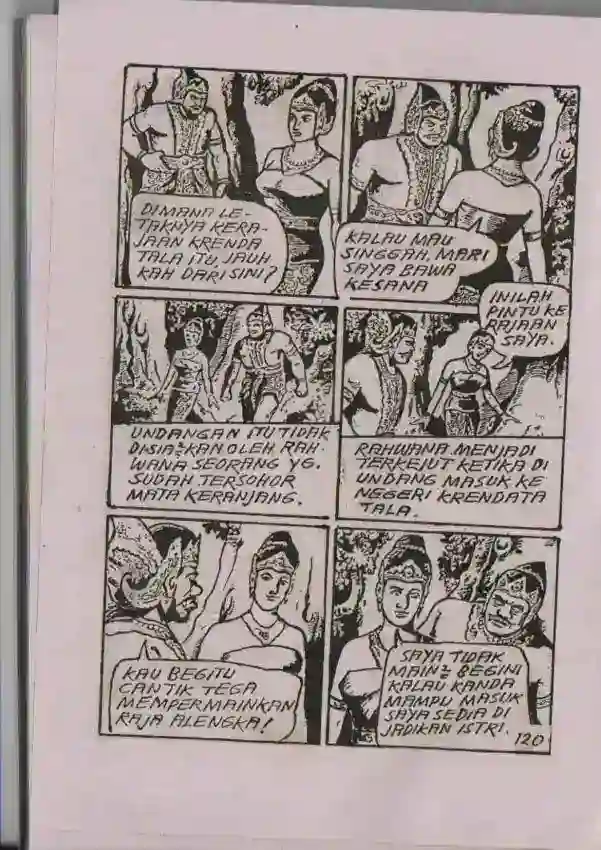 DIMANA LE-
TAKNYA KERA-
JAAN KRENDA
TALA ITU, JAUH
KAH DARI SINI?
KALAU MAU
SINGGAH, MARI
SAYA BAWA
KESANA
UNDANGAN ITU TIDAK
DISIA²KAN OLEH RAH-
WANA SEORANG YG.
SUDAH TERSOHOR
MATA KERANJANG.
INILAH
PINTU KE
RAJAAN
SAYA.
RAHWANA MENJADI
TERKEJUT KETIKA DI
UNDANG MASUK KE
NEGERI KRENDATA
TALA.
KAU BEGITU
CANTIK TEGA
MEMPERMAINKAN
RAJA ALENGKA!
SAYA TIDAK
MAIN² BEGINI
KALAU KANDA
MAMPU MASUK
SAYA SEDIA DI
JADIKAN ISTRI.
120